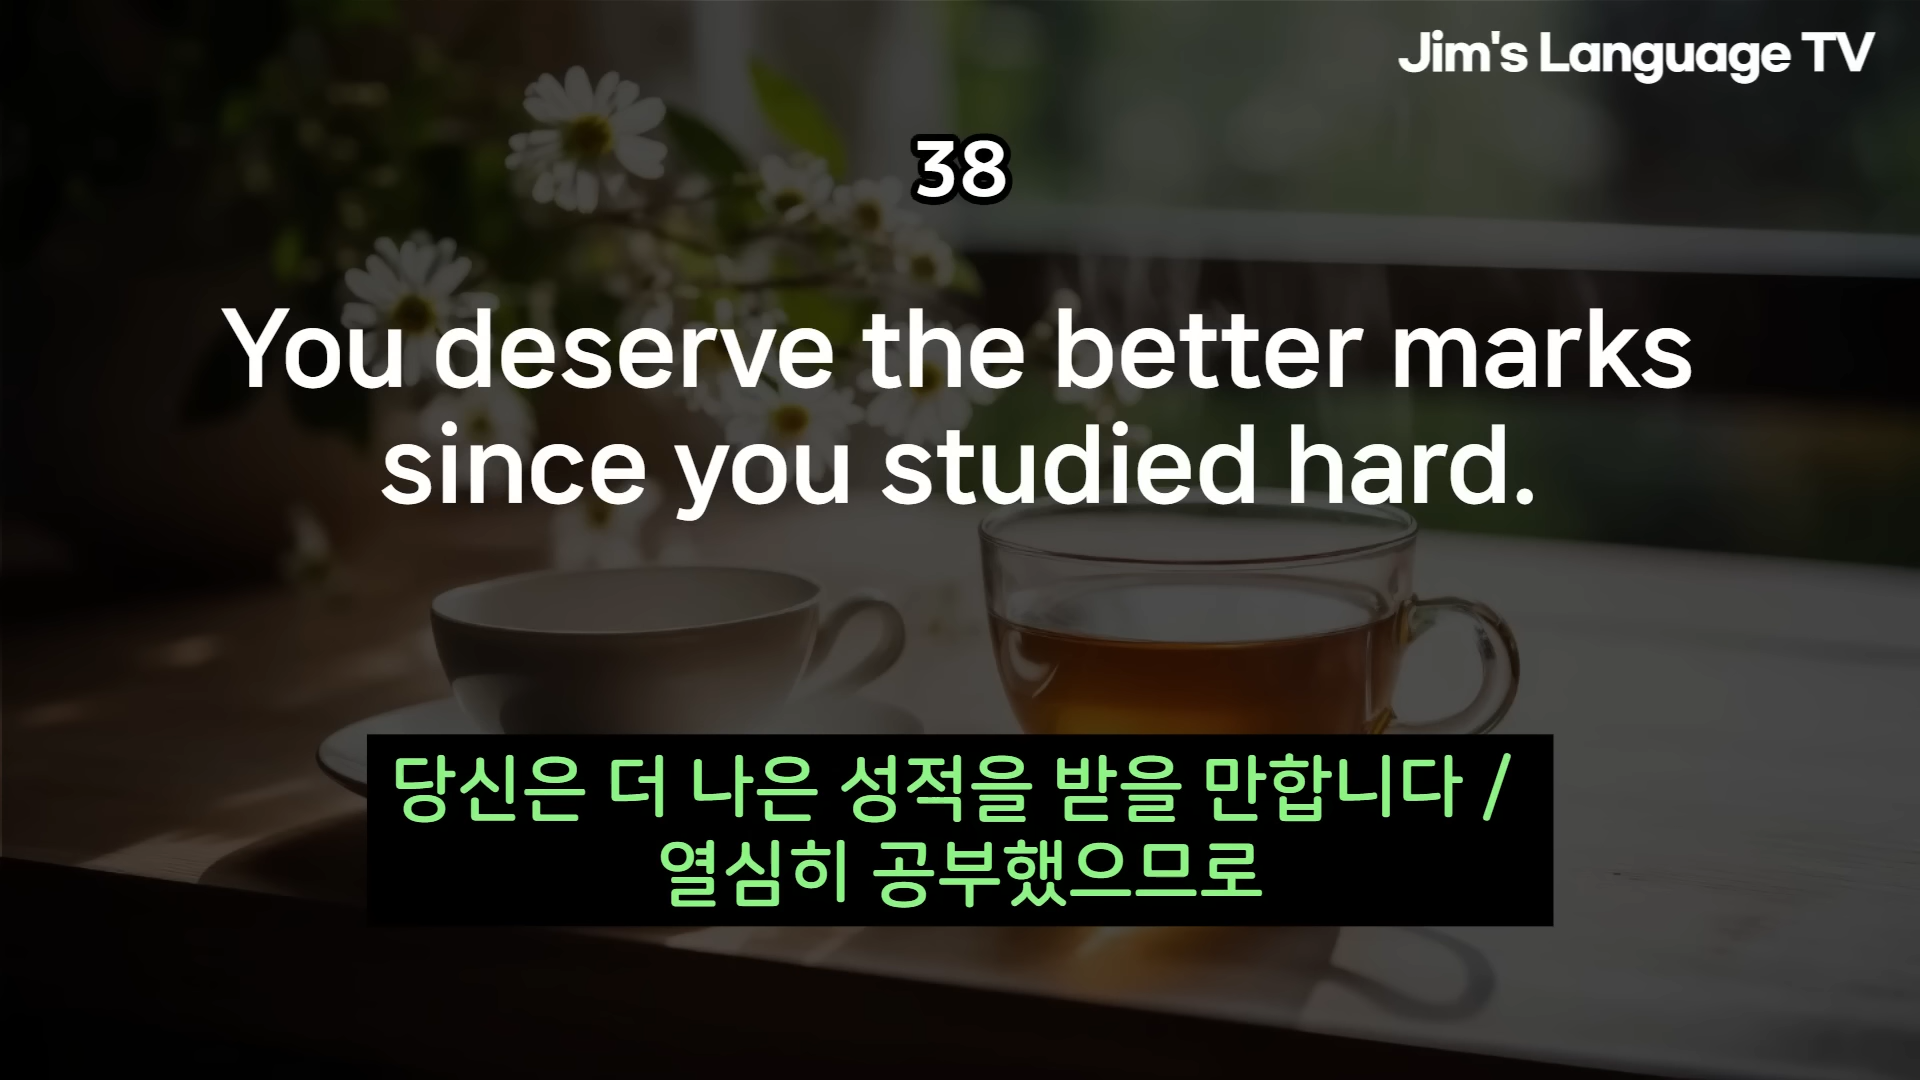 Jim's Language TV
38
You deserve the better marks
since you studied hard.
당신은 더 나은 성적을 받을 만합니다 /
열심히 공부했으므로